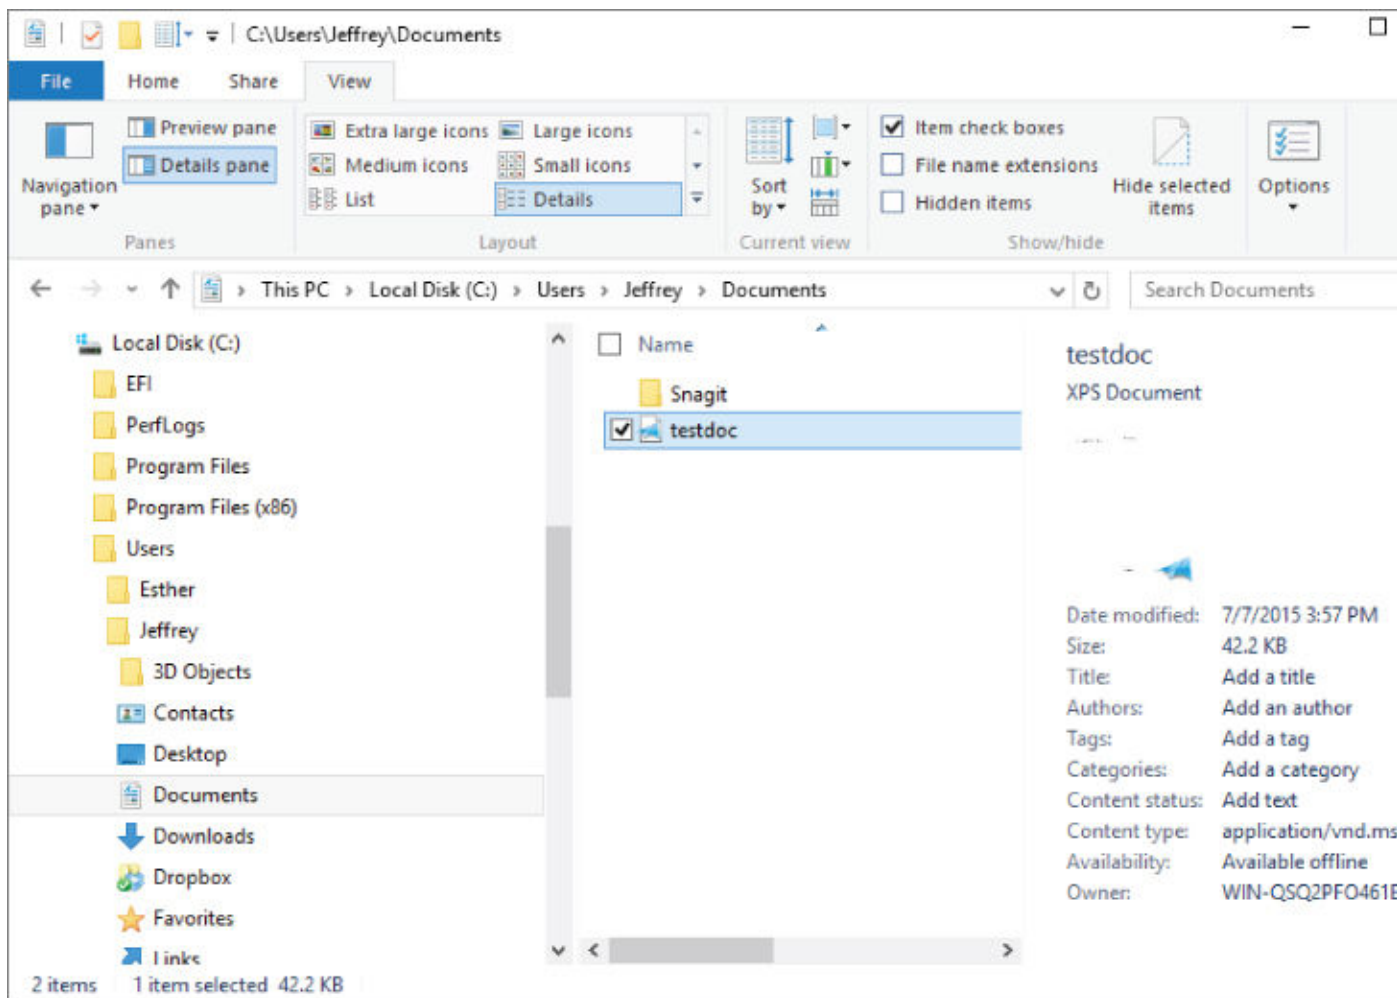 C:\Users\Jeffrey\Documents
File Home Share View
Navigation pane
Preview pane
Details pane
Panes
Extra large icons Large icons
Medium icons Small icons
List Details
Layout
Sort by
Current view
Item check boxes
File name extensions
Hidden items
Hide selected items
Show/hide
Options
This PC > Local Disk (C:) > Users > Jeffrey > Documents
Search Documents
Local Disk (C:)
EFI
PerfLogs
Program Files
Program Files (x86)
Users
Esther
Jeffrey
3D Objects
Contacts
Desktop
Documents
Downloads
Dropbox
Favorites
Links
Name
Snagit
testdoc
testdoc
XPS Document
Date modified: 7/7/2015 3:57 PM
Size: 42.2 KB
Title: Add a title
Authors: Add an author
Tags: Add a tag
Categories: Add a category
Content status: Add text
Content type: application/vnd.ms
Availability: Available offline
Owner: WIN-QSQ2PFO461
2 items 1 item selected 42.2 KB